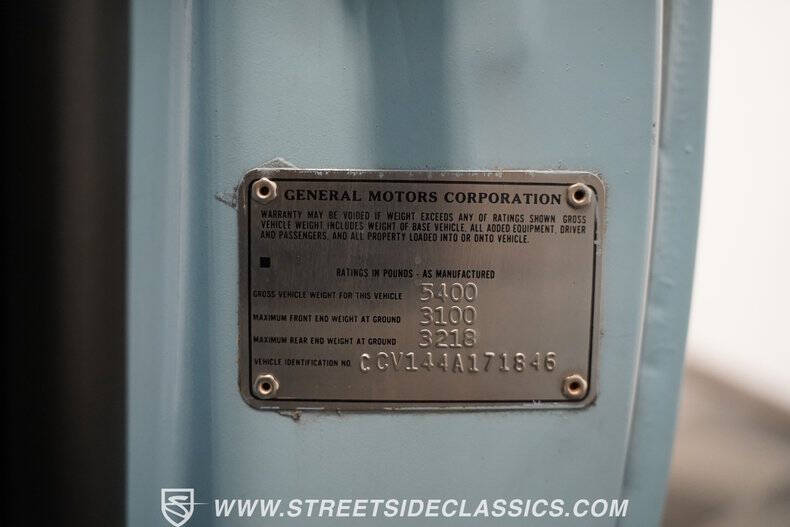 GENERAL MOTORS CORPORATION
WARRANTY MAY BE VOIDED IF WEIGHT EXCEEDS ANY OF RATINGS SHOWN. GROSS
VEHICLE WEIGHT INCLUDES WEIGHT OF BASE VEHICLE, ALL ADDED EQUIPMENT, DRIVER
AND PASSENGERS, AND ALL PROPERTY LOADED INTO OR ONTO VEHICLE.
RATINGS IN POUNDS - AS MANUFACTURED
GROSS VEHICLE WEIGHT FOR THIS VEHICLE 5400
MAXIMUM FRONT END WEIGHT AT GROUND 3100
MAXIMUM REAR END WEIGHT AT GROUND 3218
VEHICLE IDENTIFICATION NO. CCV144A171846
WWW.STREETSIDECLASSICS.COM